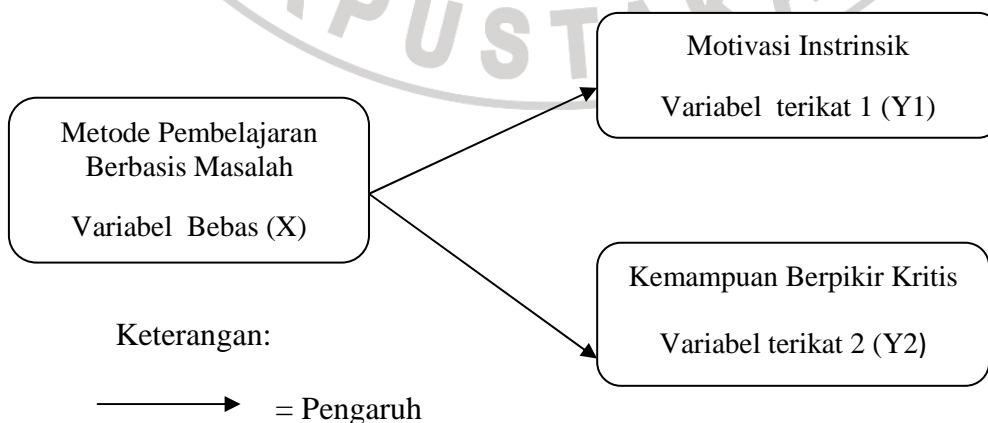 PUSTAK
Motivasi Instrinsik
Variabel terikat 1 (Y1)
Metode Pembelajaran
Berbasis Masalah
Variabel Bebas (X)
Kemampuan Berpikir Kritis
Variabel terikat 2 (Y2)
Keterangan:
= Pengaruh